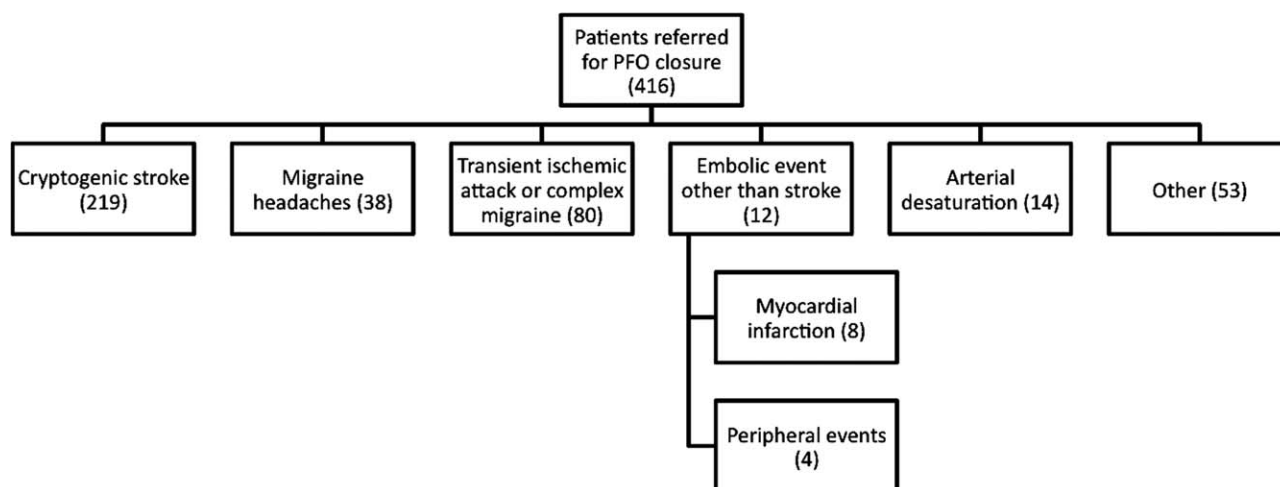 Patients referred
for PFO closure
(416)
Cryptogenic stroke
(219)
Migraine
headaches (38)
Transient ischemic
attack or complex
migraine (80)
Embolic event
other than stroke
(12)
Arterial
desaturation (14)
Other (53)
Myocardial
infarction (8)
Peripheral events
(4)